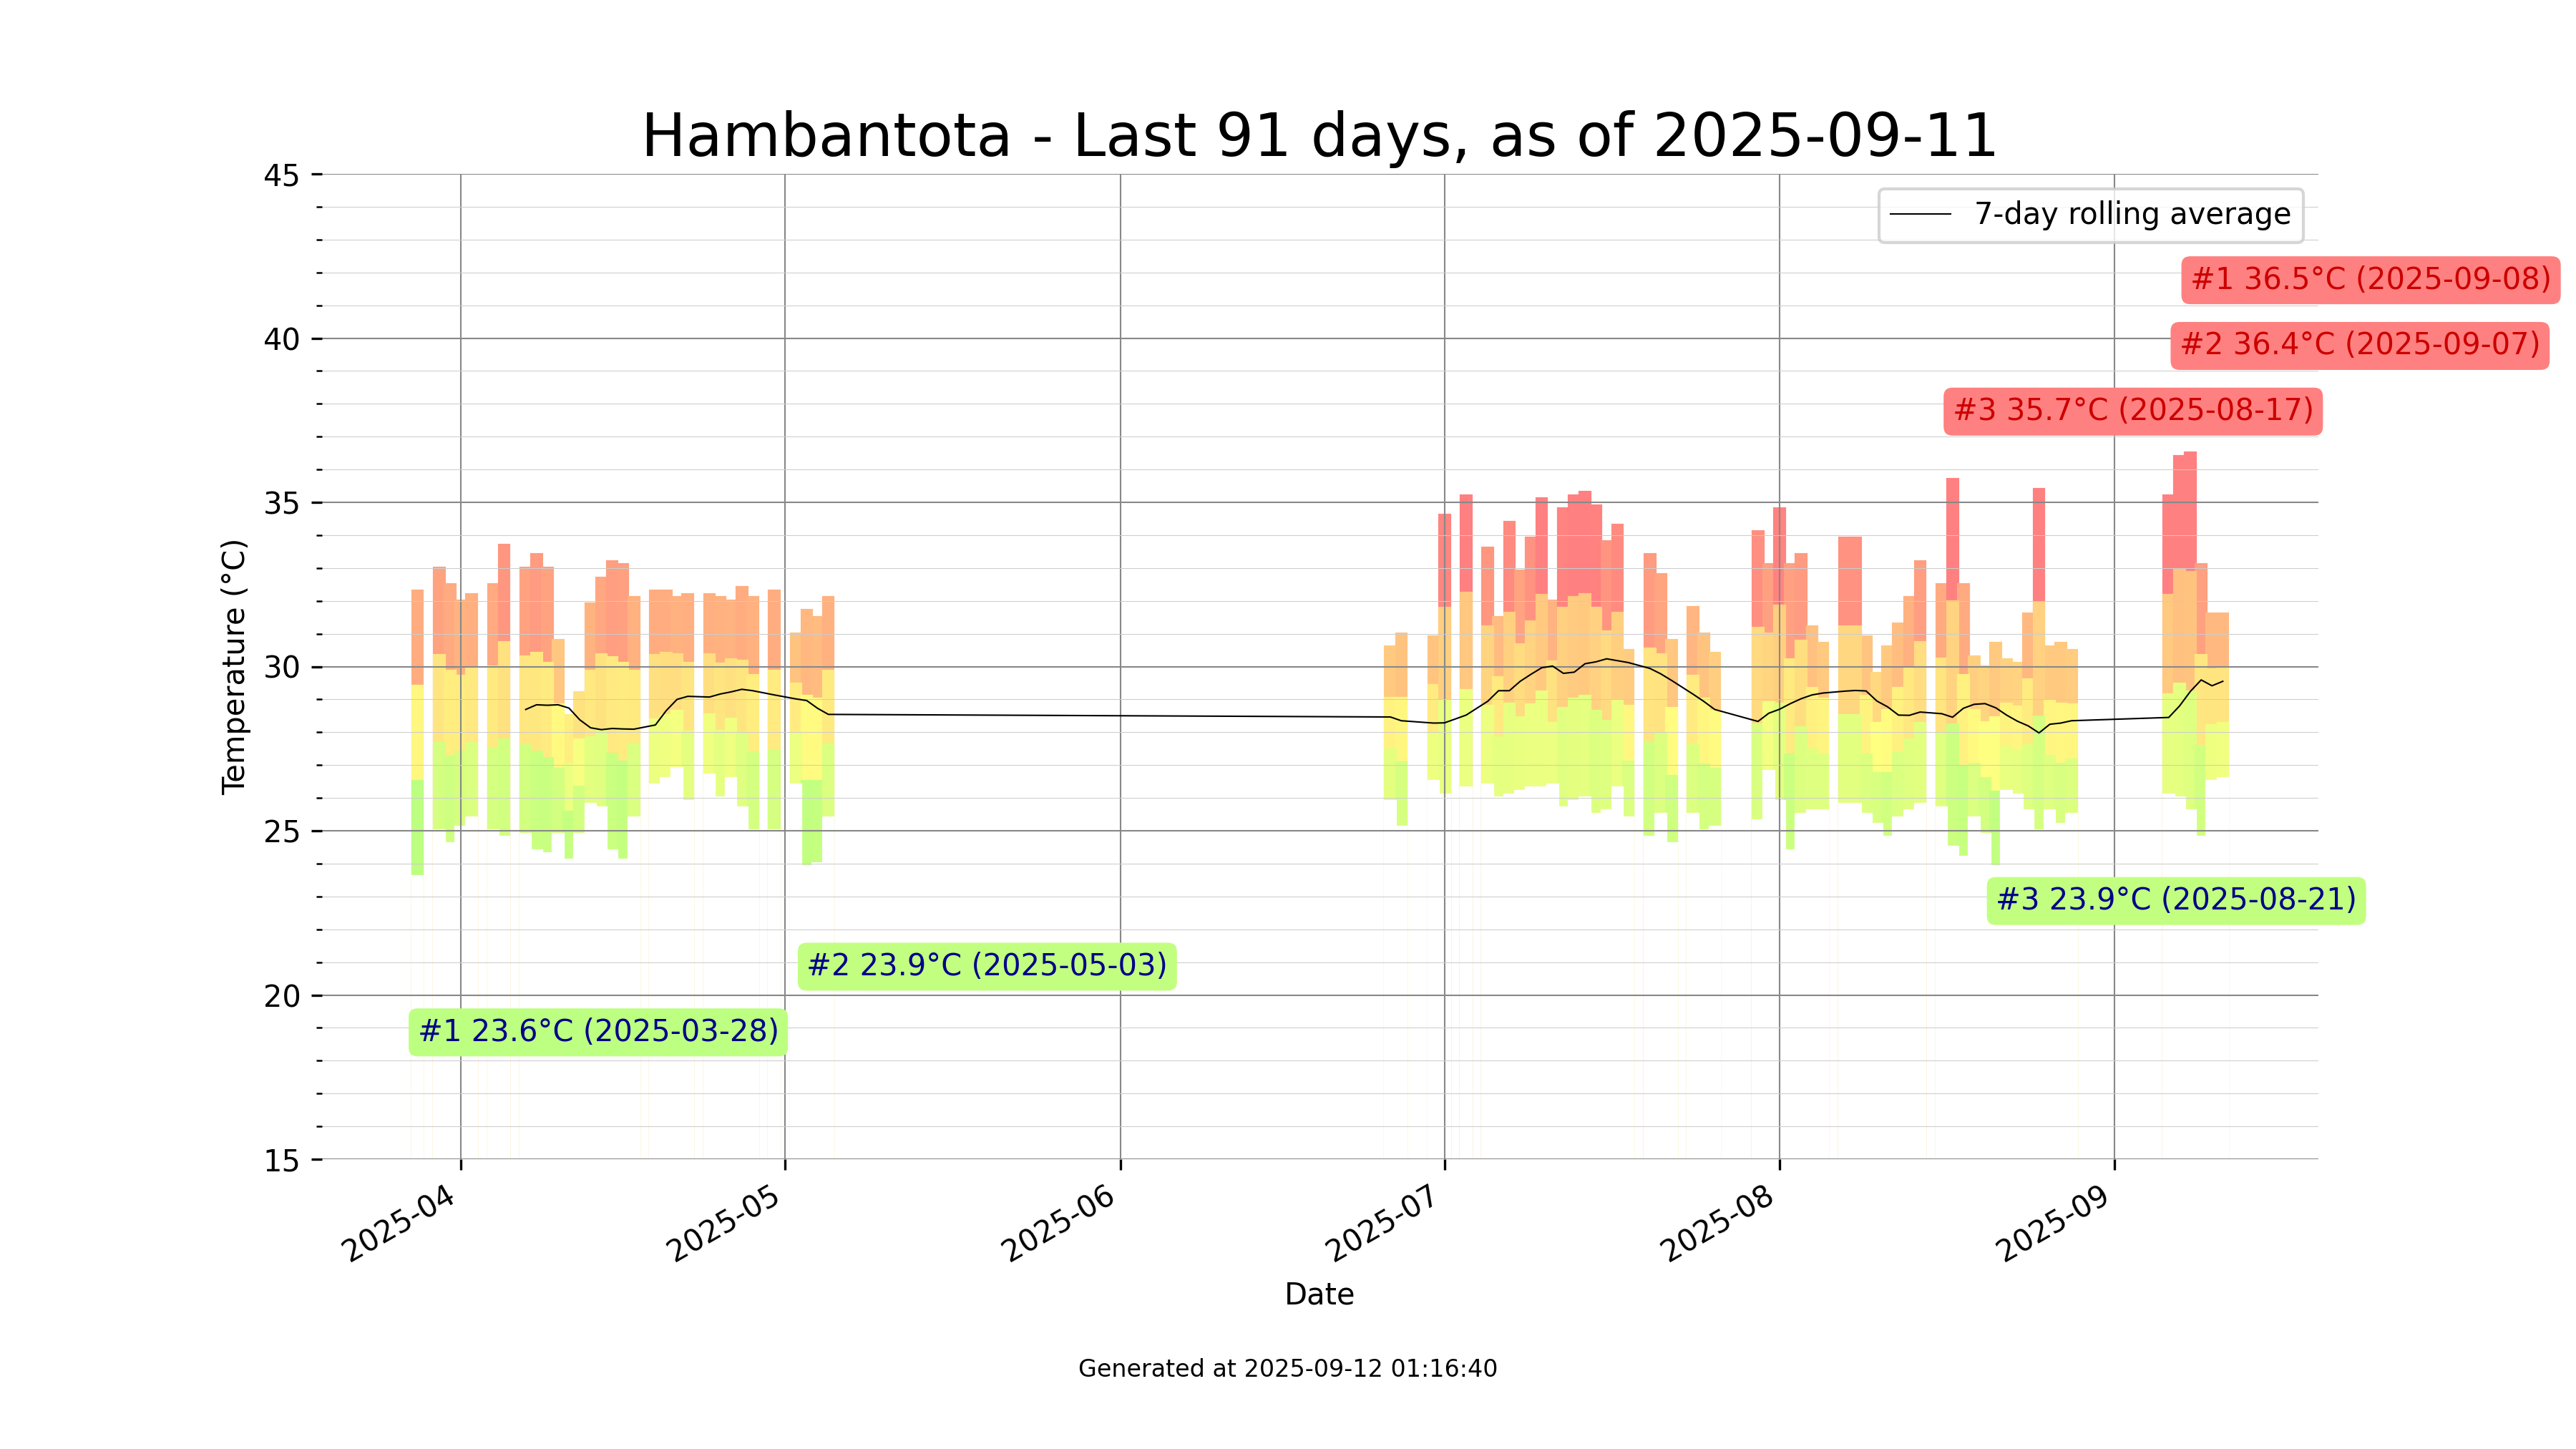 Hambantota - Last 91 days, as of 2025-09-11
45
40
35
30
25
20
15
Temperature (°C)
7-day rolling average
#1 36.5°C (2025-09-08)
#2 36.4°C (2025-09-07)
#3 35.7°C (2025-08-17)
#3 23.9°C (2025-08-21)
#2 23.9°C (2025-05-03)
#1 23.6°C (2025-03-28)
2025-04
2025-05
2025-06
2025-07
2025-08
2025-09
Date
Generated at 2025-09-12 01:16:40